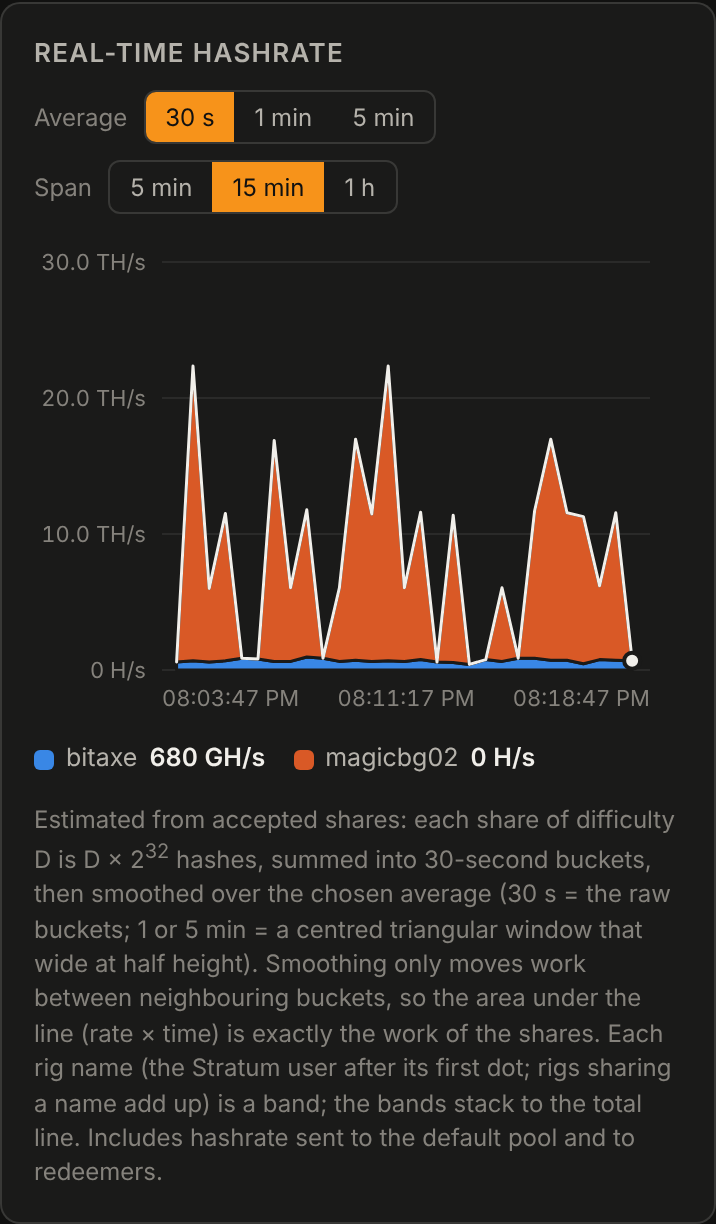 REAL-TIME HASHRATE
Average 30 s 1 min 5 min
Span 5 min 15 min 1 h
30.0 TH/s
20.0 TH/s
10.0 TH/s
0 H/s
08:03:47 PM 08:11:17 PM 08:18:47 PM
bitaxe 680 GH/s magicbg02 0 H/s
Estimated from accepted shares: each share of difficulty
D is D × 2³² hashes, summed into 30-second buckets,
then smoothed over the chosen average (30 s = the raw
buckets; 1 or 5 min = a centred triangular window that
wide at half height). Smoothing only moves work
between neighbouring buckets, so the area under the
line (rate × time) is exactly the work of the shares. Each
rig name (the Stratum user after its first dot; rigs sharing
a name add up) is a band; the bands stack to the total
line. Includes hashrate sent to the default pool and to
redeemers.